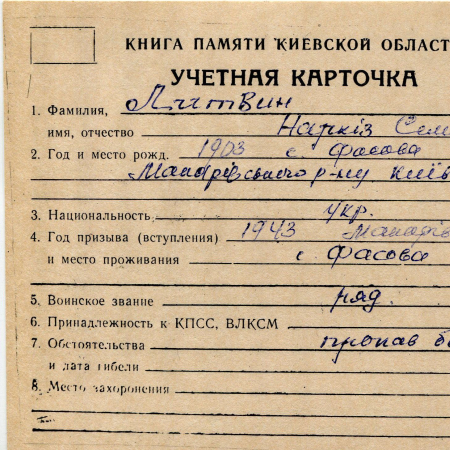 КНИГА ПАМЯТИ КИЕВСКОЙ ОБЛАСТ
УЧЕТНАЯ КАРТОЧКА
1. Фамилия, Литвин
имя, отчество Наркіз Сем
2. Год и место рожд. 1903 с. Фасова
Макарівського р-ну Київ
3. Национальность укр.
4. Год призыва (вступления) 1943 Макарів
и место проживания с. Фасова
5. Воинское звание ряд.
6. Принадлежность к КПСС, ВЛКСМ
7. Обстоятельства пропав бе
и дата гибели
8. Место захоронения